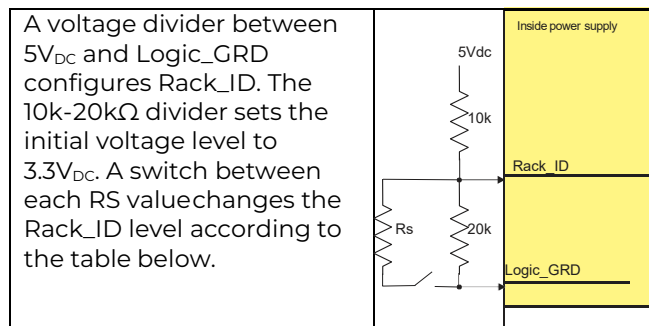 A voltage divider between
5VDC and Logic_GRD
configures Rack_ID. The
10k-20kΩ divider sets the
initial voltage level to
3.3VDC. A switch between
each RS valuechanges the
Rack_ID level according to
the table below.
Inside power supply
5Vdc
10k
Rack_ID
Rs
20k
Logic_GRD